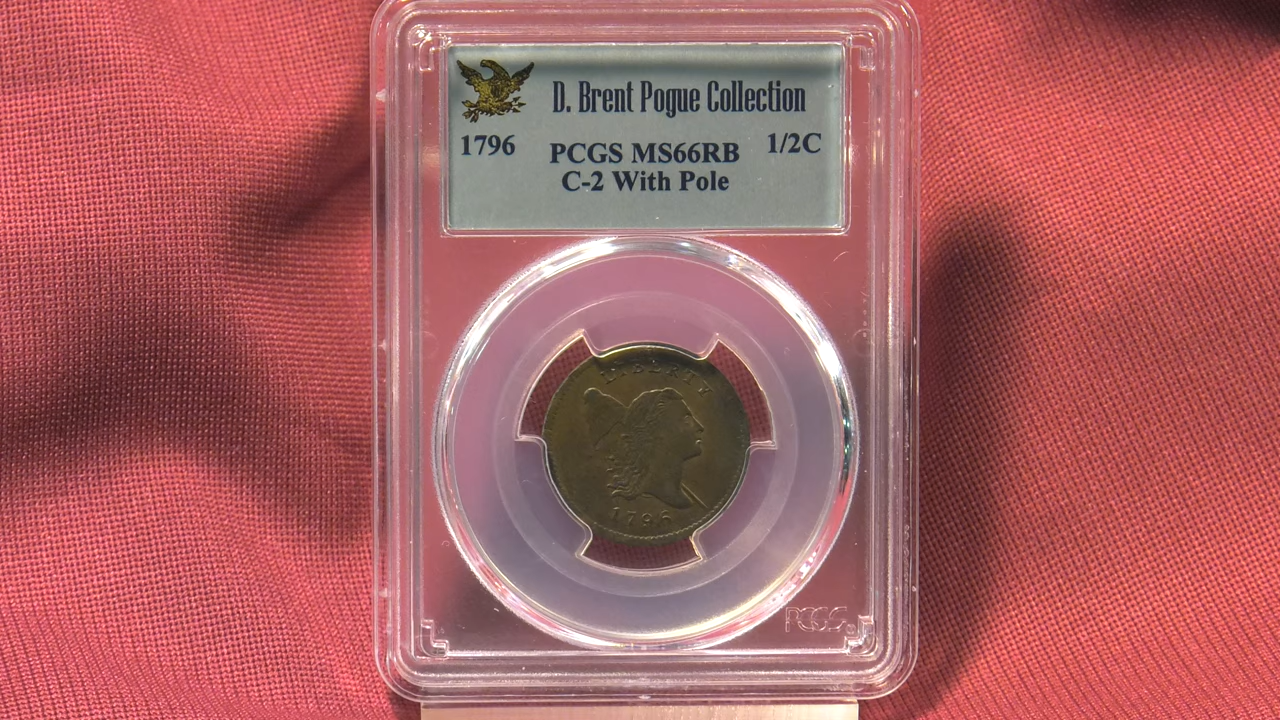 D. Brent Pogue Collection
1796 PCGS MS66RB 1/2C
C-2 With Pole
LIBERTY
1796
PCGS